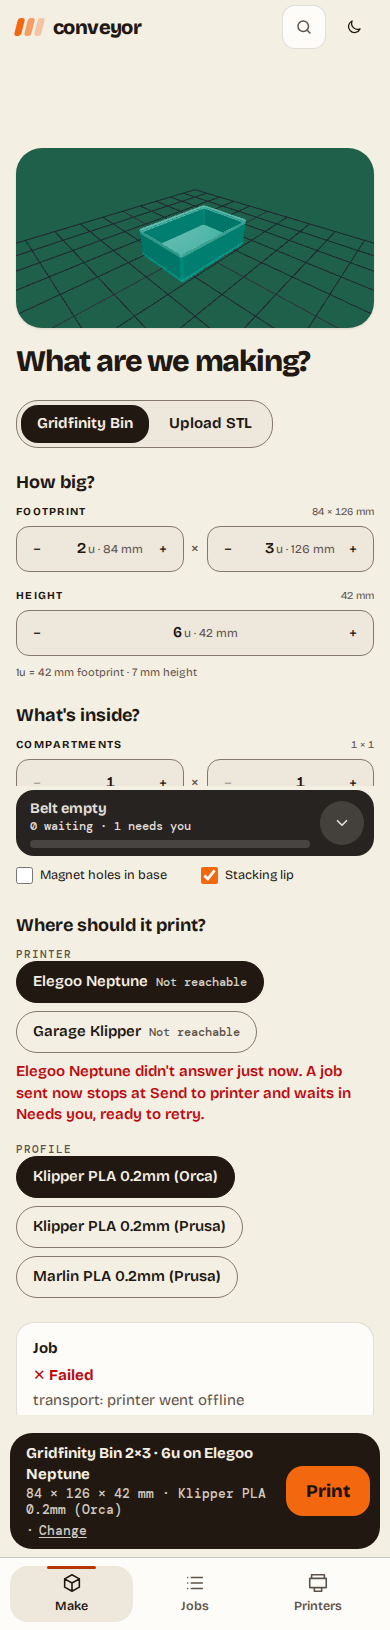 conveyor
What are we making?
Gridfinity Bin
Upload STL
How big?
FOOTPRINT 84 × 126 mm
− 2 u · 84 mm + × − 3 u · 126 mm +
HEIGHT 42 mm
− 6 u · 42 mm +
1u = 42 mm footprint · 7 mm height
What's inside?
COMPARTMENTS 1 × 1
− 1 + × − 1 +
Belt empty
0 waiting · 1 needs you
Magnet holes in base
Stacking lip
Where should it print?
PRINTER
Elegoo Neptune Not reachable
Garage Klipper Not reachable
Elegoo Neptune didn't answer just now. A job
sent now stops at Send to printer and waits in
Needs you, ready to retry.
PROFILE
Klipper PLA 0.2mm (Orca)
Klipper PLA 0.2mm (Prusa)
Marlin PLA 0.2mm (Prusa)
Job
✕ Failed
transport: printer went offline
Gridfinity Bin 2×3 · 6u on Elegoo
Neptune
84 × 126 × 42 mm · Klipper PLA
0.2mm (Orca)
· Change
Print
Make
Jobs
Printers